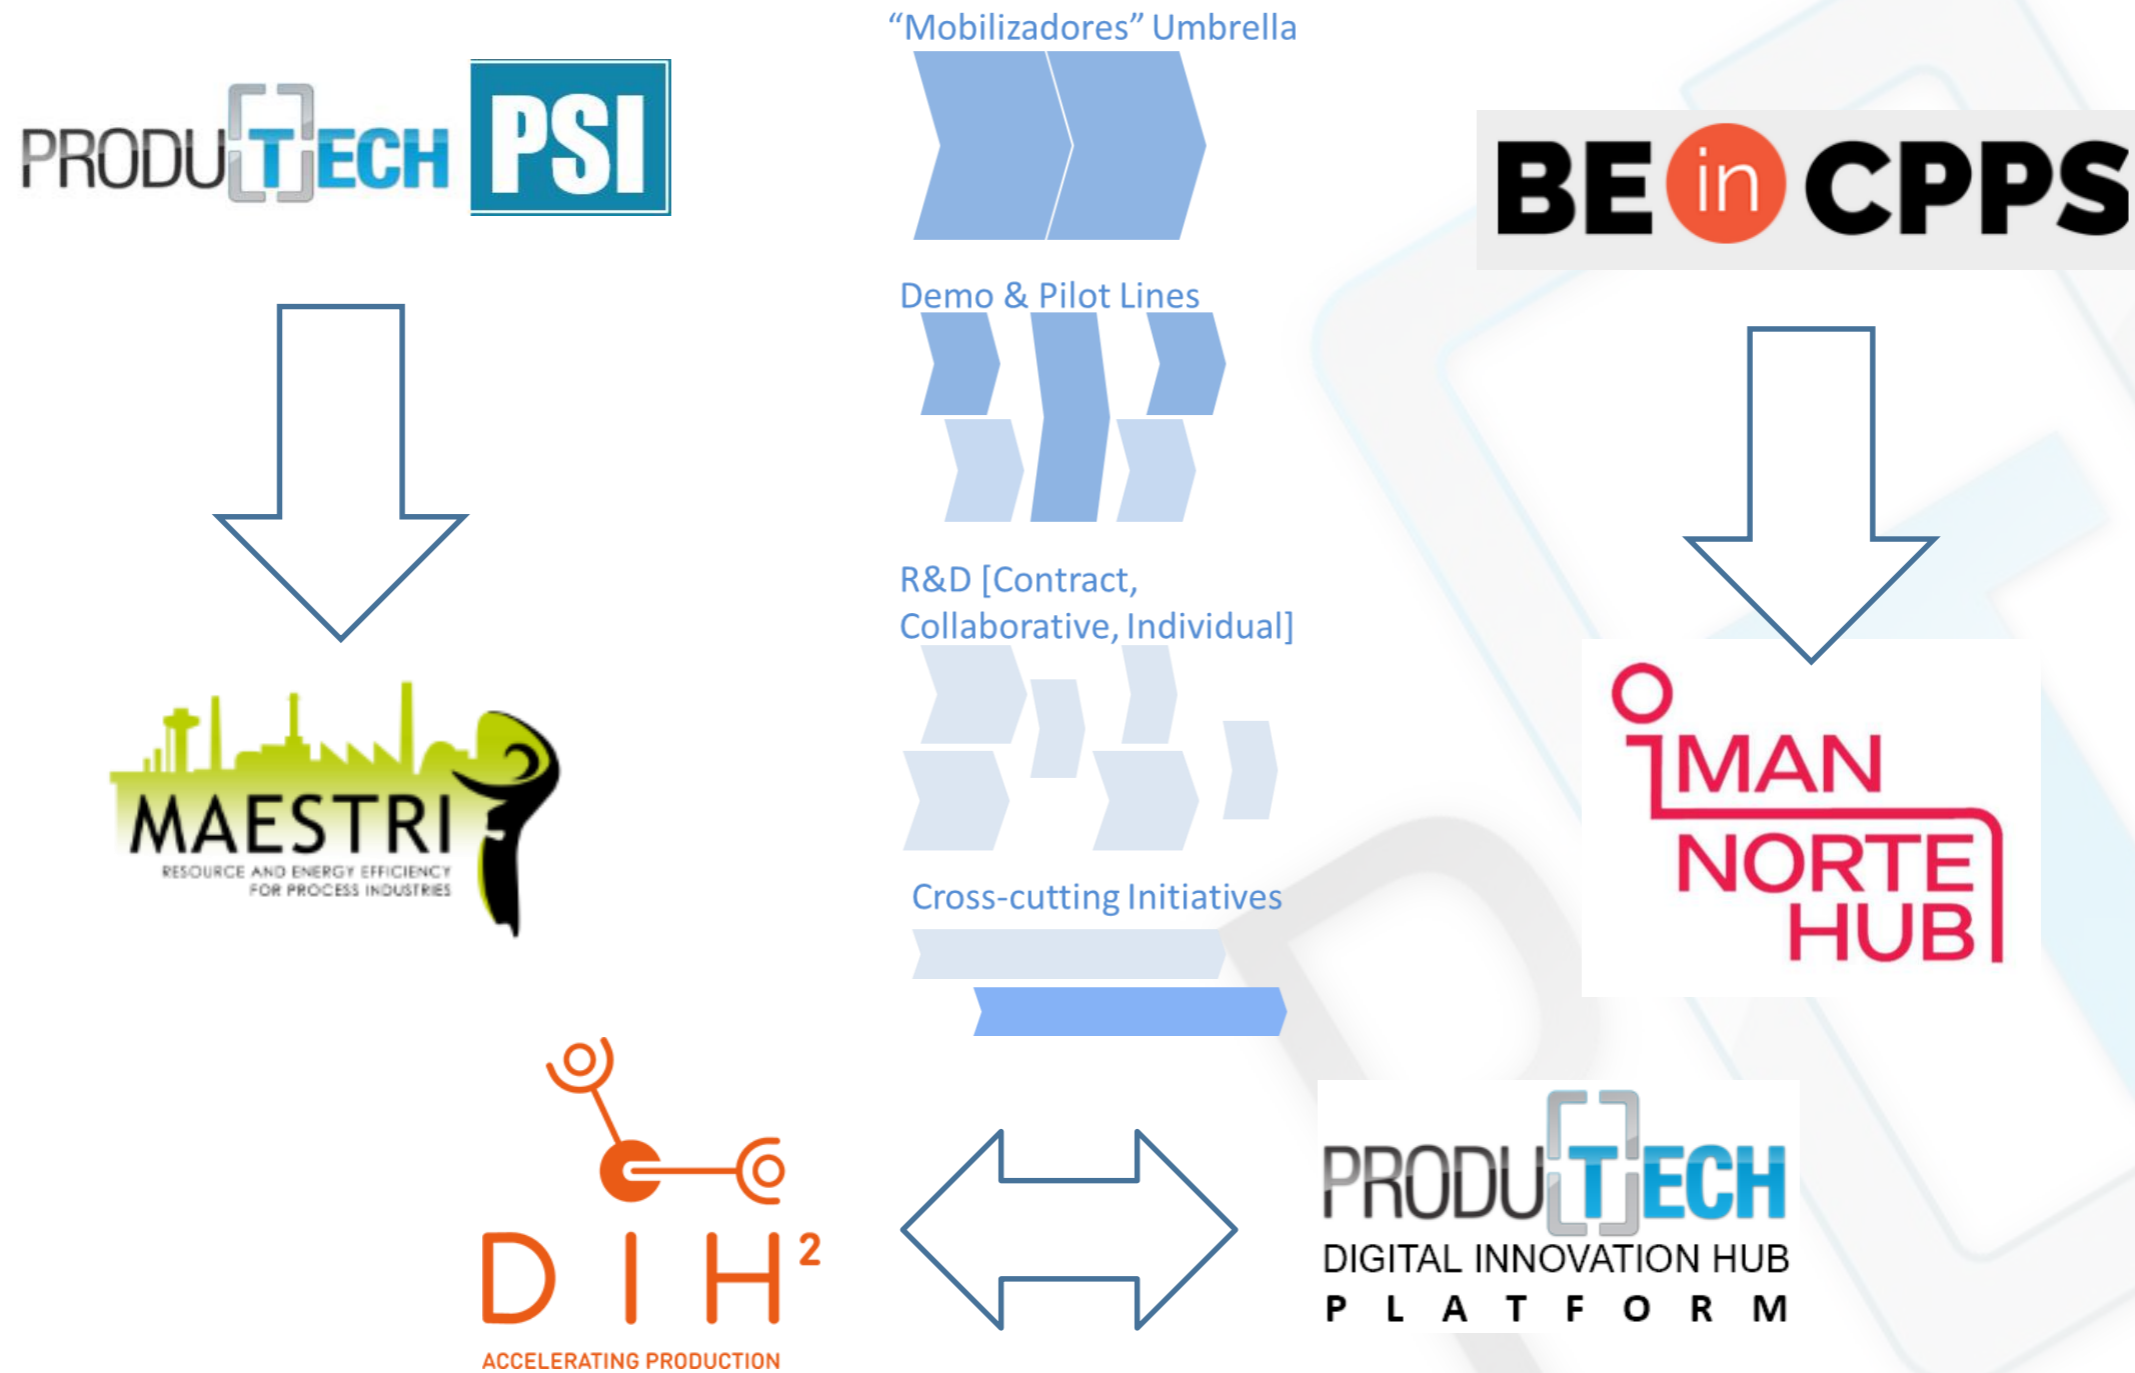 “Mobilizadores” Umbrella
PRODUTECH PSI
BE in CPPS
Demo & Pilot Lines
R&D [Contract,
Collaborative, Individual]
MAESTRI
RESOURCE AND ENERGY EFFICIENCY
FOR PROCESS INDUSTRIES
iMAN
NORTE
HUB
Cross-cutting Initiatives
DIH²
ACCELERATING PRODUCTION
PRODUTECH
DIGITAL INNOVATION HUB
PLATFORM